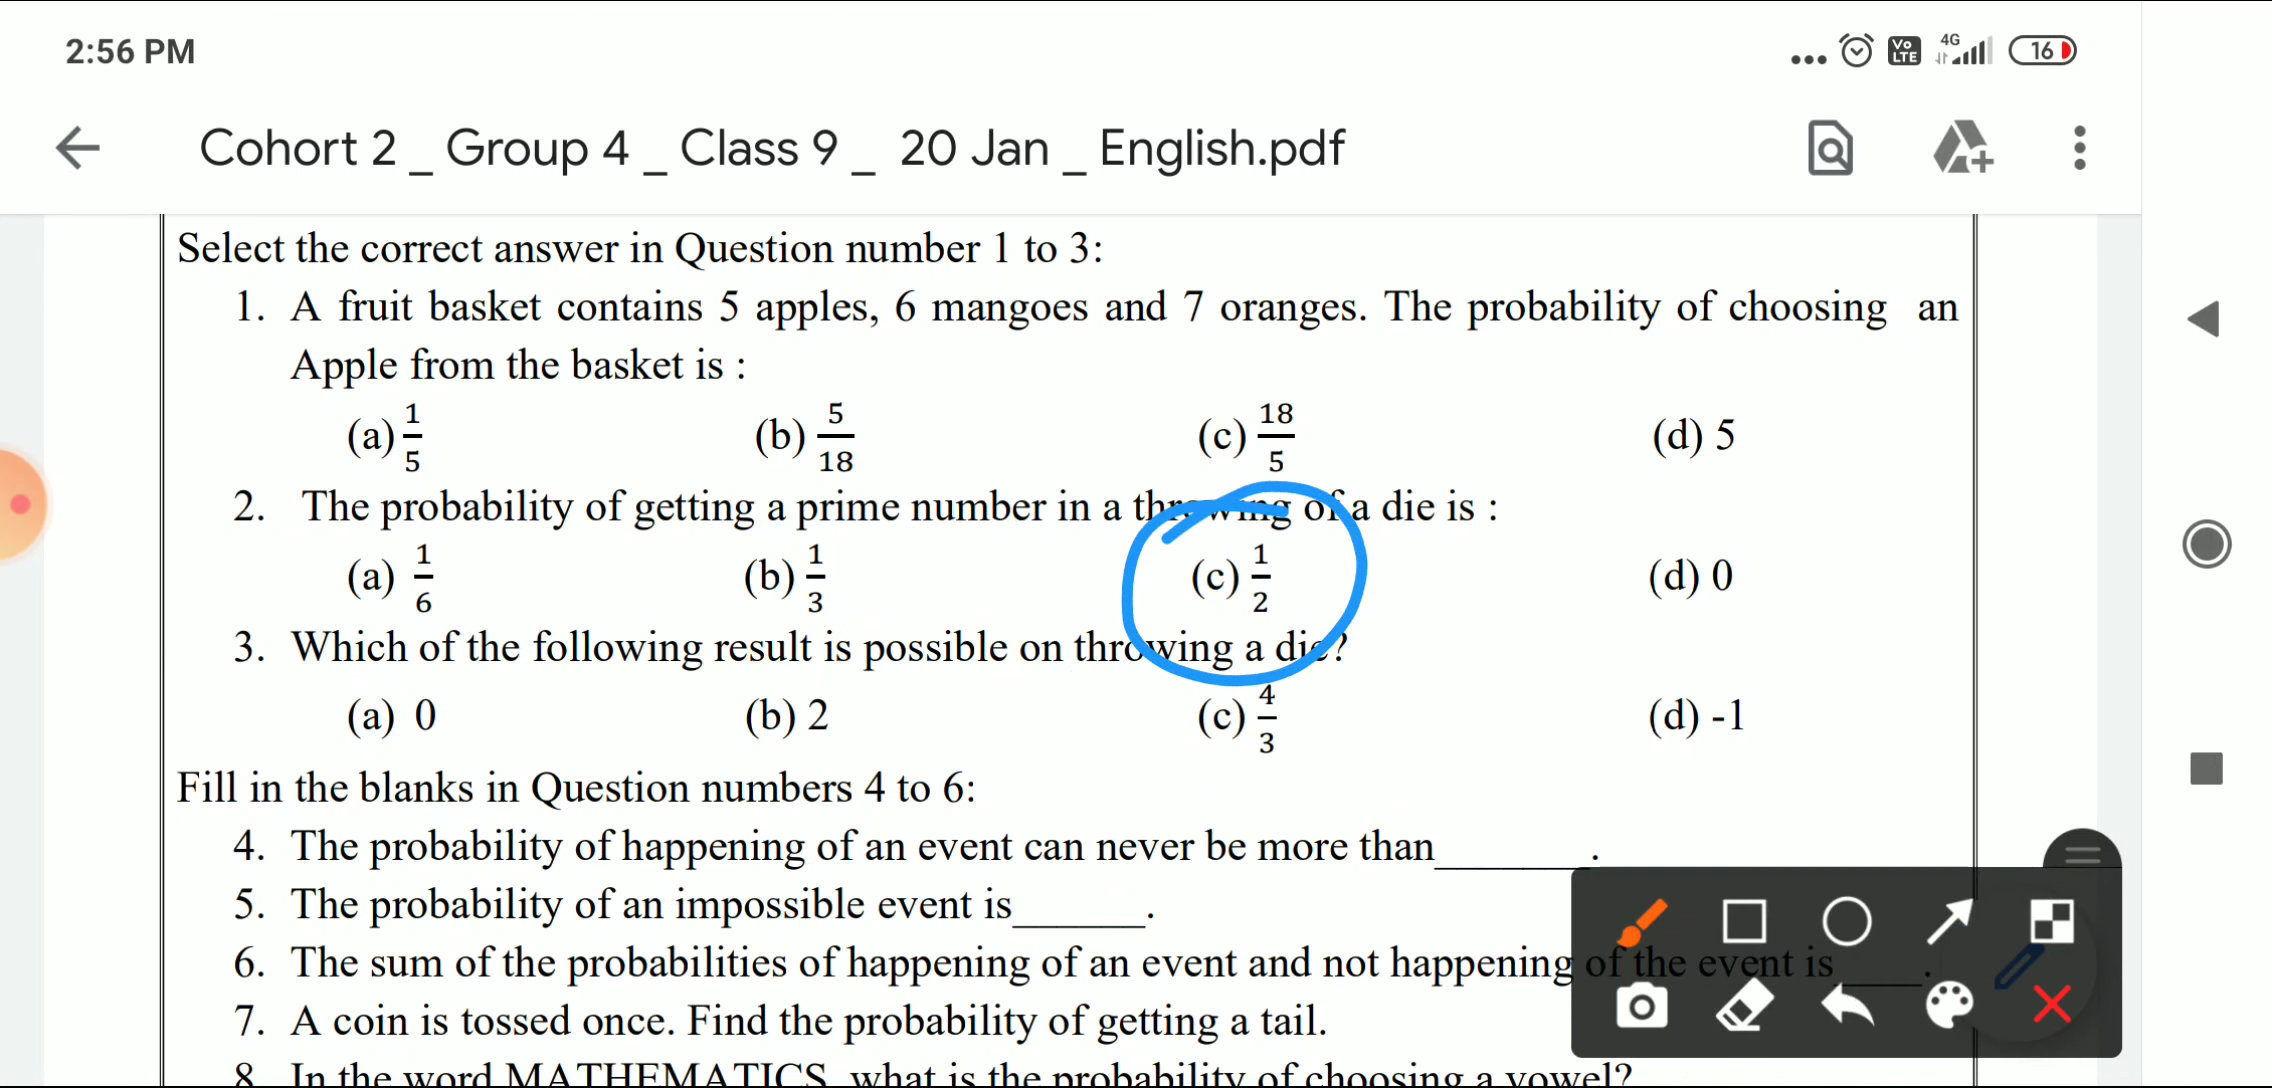 2:56 PM
Vo LTE 4G 16
Cohort 2 _ Group 4 _ Class 9 _ 20 Jan _ English.pdf
Select the correct answer in Question number 1 to 3:
1. A fruit basket contains 5 apples, 6 mangoes and 7 oranges. The probability of choosing an
Apple from the basket is :
(a) 1/5 (b) 5/18 (c) 18/5 (d) 5
2. The probability of getting a prime number in a throwing of a die is :
(a) 1/6 (b) 1/3 (c) 1/2 (d) 0
3. Which of the following result is possible on throwing a die?
(a) 0 (b) 2 (c) 4/3 (d) -1
Fill in the blanks in Question numbers 4 to 6:
4. The probability of happening of an event can never be more than_______.
5. The probability of an impossible event is______.
6. The sum of the probabilities of happening of an event and not happening of the event is____.
7. A coin is tossed once. Find the probability of getting a tail.
8 In the word MATHEMATICS, what is the probability of choosing a vowel?